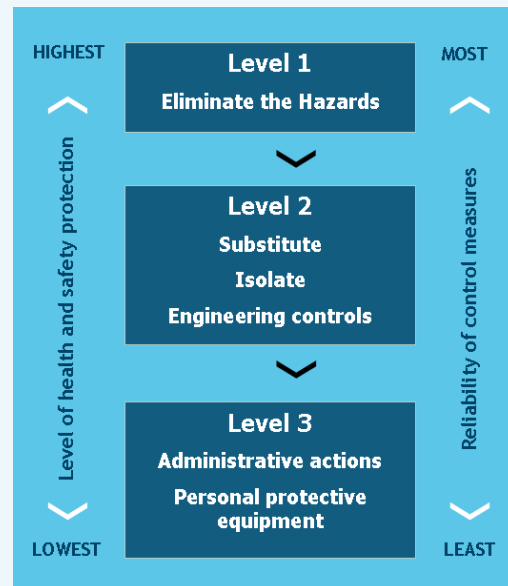 HIGHEST
MOST
Level 1
Eliminate the Hazards
Level of health and safety protection
Reliability of control measures
Level 2
Substitute
Isolate
Engineering controls
Level 3
Administrative actions
Personal protective
equipment
LOWEST
LEAST